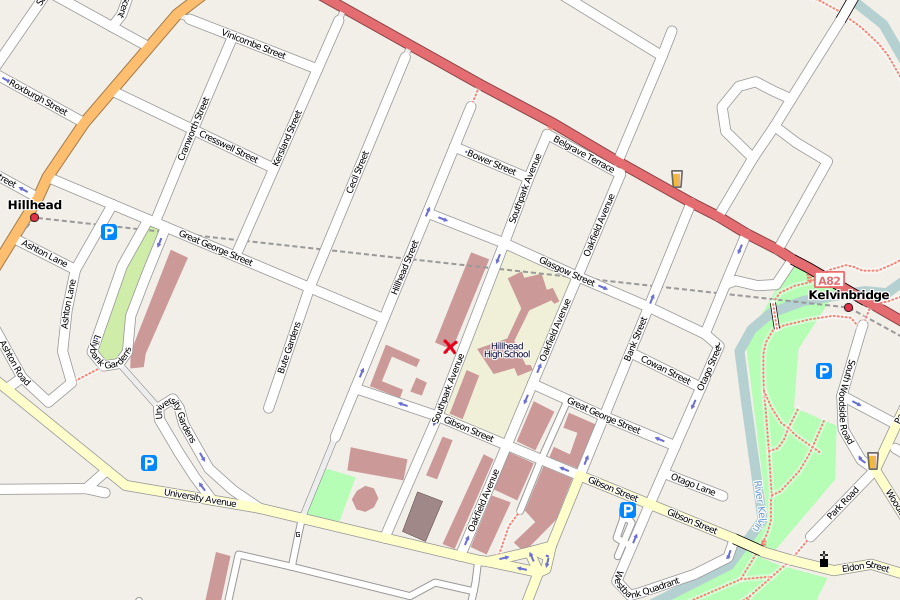 Vinicombe Street
Roxburgh Street
Cranworth Street
Cresswell Street
Kersland Street
Cecil Street
Bower Street
Belgrave Terrace
Southpark Avenue
Oakfield Avenue
Hillhead
P
Great George Street
Ashton Lane
Ashton Lane
Hillhead Street
Glasgow Street
A82
Kelvinbridge
Lilybank Gardens
Bute Gardens
Oakfield Avenue
Bank Street
Hillhead
High School
Cowan Street
Otago Street
P
South Woodside Road
Ashton Road
Southpark Avenue
University Gardens
Great George Street
Gibson Street
P
University Avenue
Oakfield Avenue
Otago Lane
Gibson Street
P
Gibson Street
River Kelvin
Park Road
G
Eldon Street
Westbank Quadrant